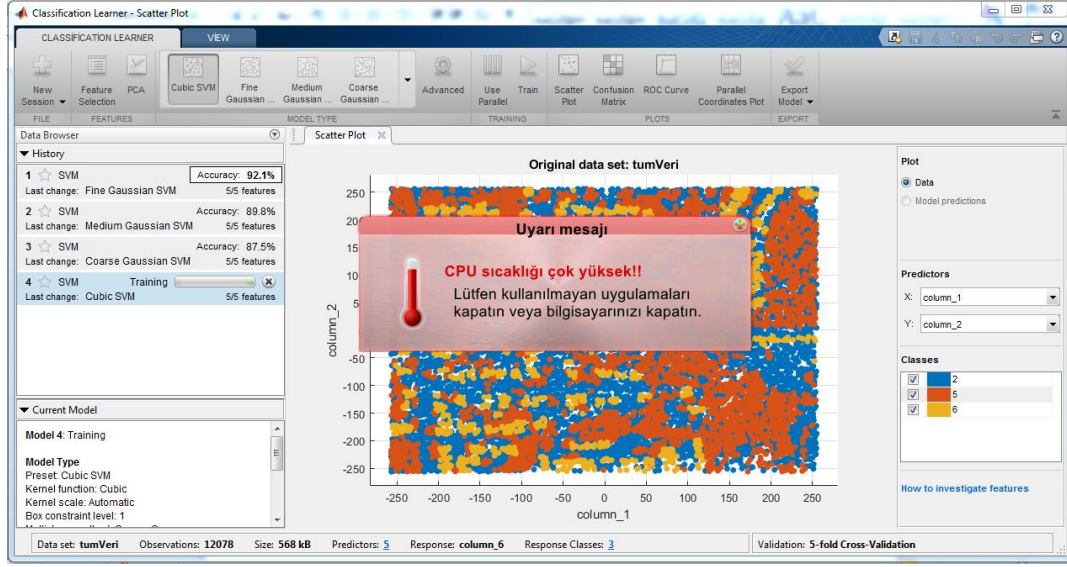 Classification Learner - Scatter Plot
CLASSIFICATION LEARNER VIEW
New Session
Feature Selection
PCA
Cubic SVM
Fine Gaussian ...
Medium Gaussian ...
Coarse Gaussian ...
Advanced
Use Parallel
Train
Scatter Plot
Confusion Matrix
ROC Curve
Parallel Coordinates Plot
Export Model
FILE FEATURES MODEL TYPE TRAINING PLOTS EXPORT
Data Browser
History
1 SVM Accuracy: 92.1%
Last change: Fine Gaussian SVM 5/5 features
2 SVM Accuracy: 89.8%
Last change: Medium Gaussian SVM 5/5 features
3 SVM Accuracy: 87.5%
Last change: Coarse Gaussian SVM 5/5 features
4 SVM Training
Last change: Cubic SVM 5/5 features
Current Model
Model 4: Training
Model Type
Preset: Cubic SVM
Kernel function: Cubic
Kernel scale: Automatic
Box constraint level: 1
Scatter Plot
Original data set: tumVeri
250
-50
-100
-150
-200
-250
column_2
-250 -200 -150 -100 -50 0 50 100 150 200 250
column_1
Uyarı mesajı
CPU sıcaklığı çok yüksek!!
Lütfen kullanılmayan uygulamaları
kapatın veya bilgisayarınızı kapatın.
Plot
Data
Model predictions
Predictors
X: column_1
Y: column_2
Classes
2
5
6
How to investigate features
Data set: tumVeri Observations: 12078 Size: 568 kB Predictors: 5 Response: column_6 Response Classes: 3 Validation: 5-fold Cross-Validation